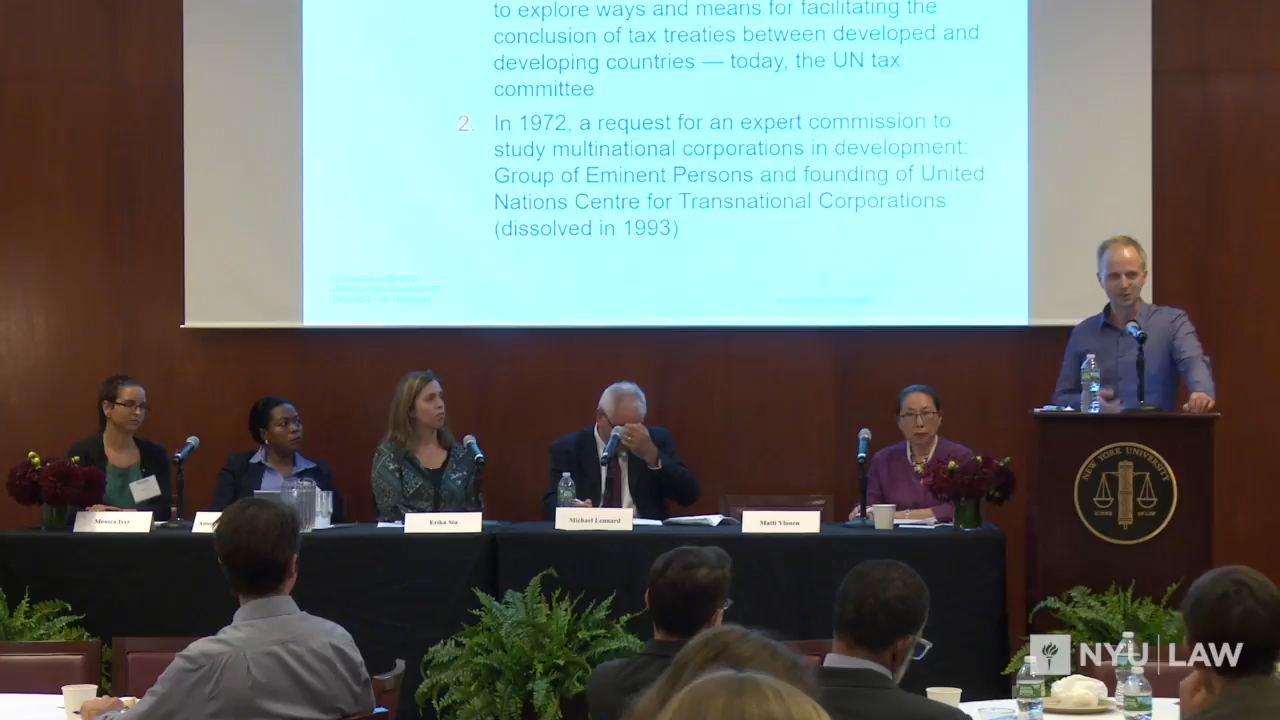 to explore ways and means for facilitating the
conclusion of tax treaties between developed and
developing countries — today, the UN tax
committee
2. In 1972, a request for an expert commission to
study multinational corporations in development:
Group of Eminent Persons and founding of United
Nations Centre for Transnational Corporations
(dissolved in 1993)
NEW YORK UNIVERSITY
SCHOOL OF LAW
Monica Iyer
Erika Siu
Michael Lennard
Matti Ylönen
NYU LAW